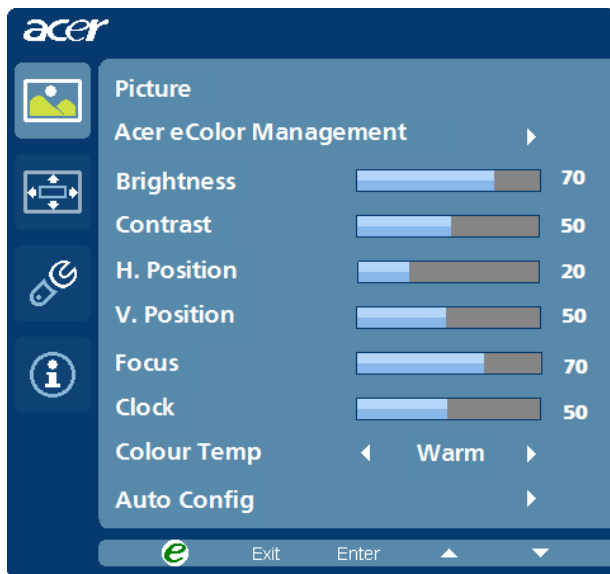 acer
Picture
Acer eColor Management
Brightness 70
Contrast 50
H. Position 20
V. Position 50
Focus 70
Clock 50
Colour Temp Warm
Auto Config
e Exit Enter